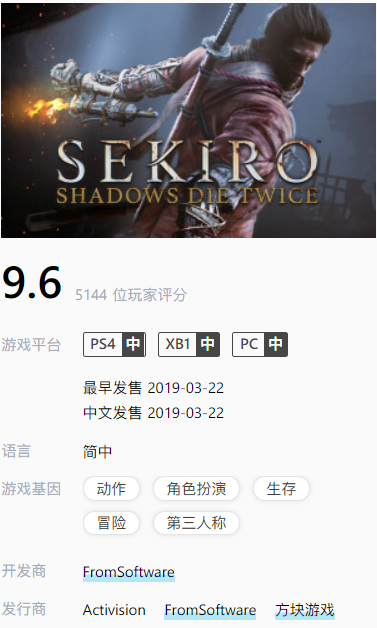 SEKIRO
SHADOWS DIE TWICE
9.6 5144 位玩家评分
游戏平台 PS4 中 XB1 中 PC 中
最早发售 2019-03-22
中文发售 2019-03-22
语言 简中
游戏基因 动作 角色扮演 生存
冒险 第三人称
开发商 FromSoftware
发行商 Activision FromSoftware 方块游戏